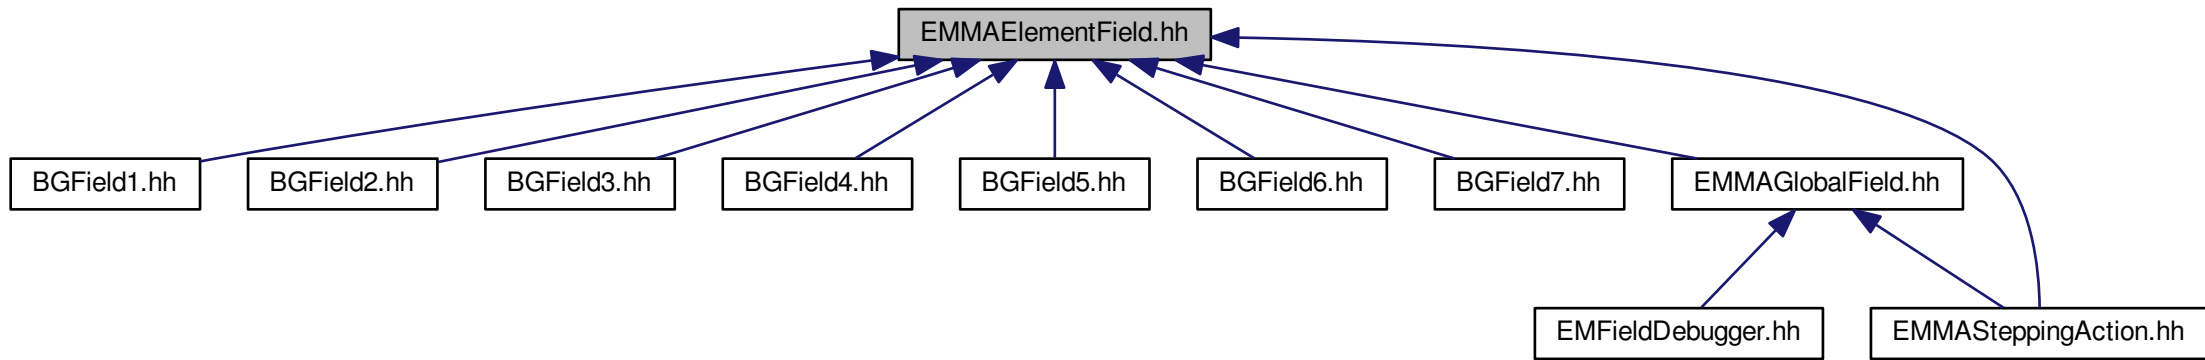 EMMAElementField.hh
BGField1.hh
BGField2.hh
BGField3.hh
BGField4.hh
BGField5.hh
BGField6.hh
BGField7.hh
EMMAGlobalField.hh
EMFieldDebugger.hh
EMMASteppingAction.hh